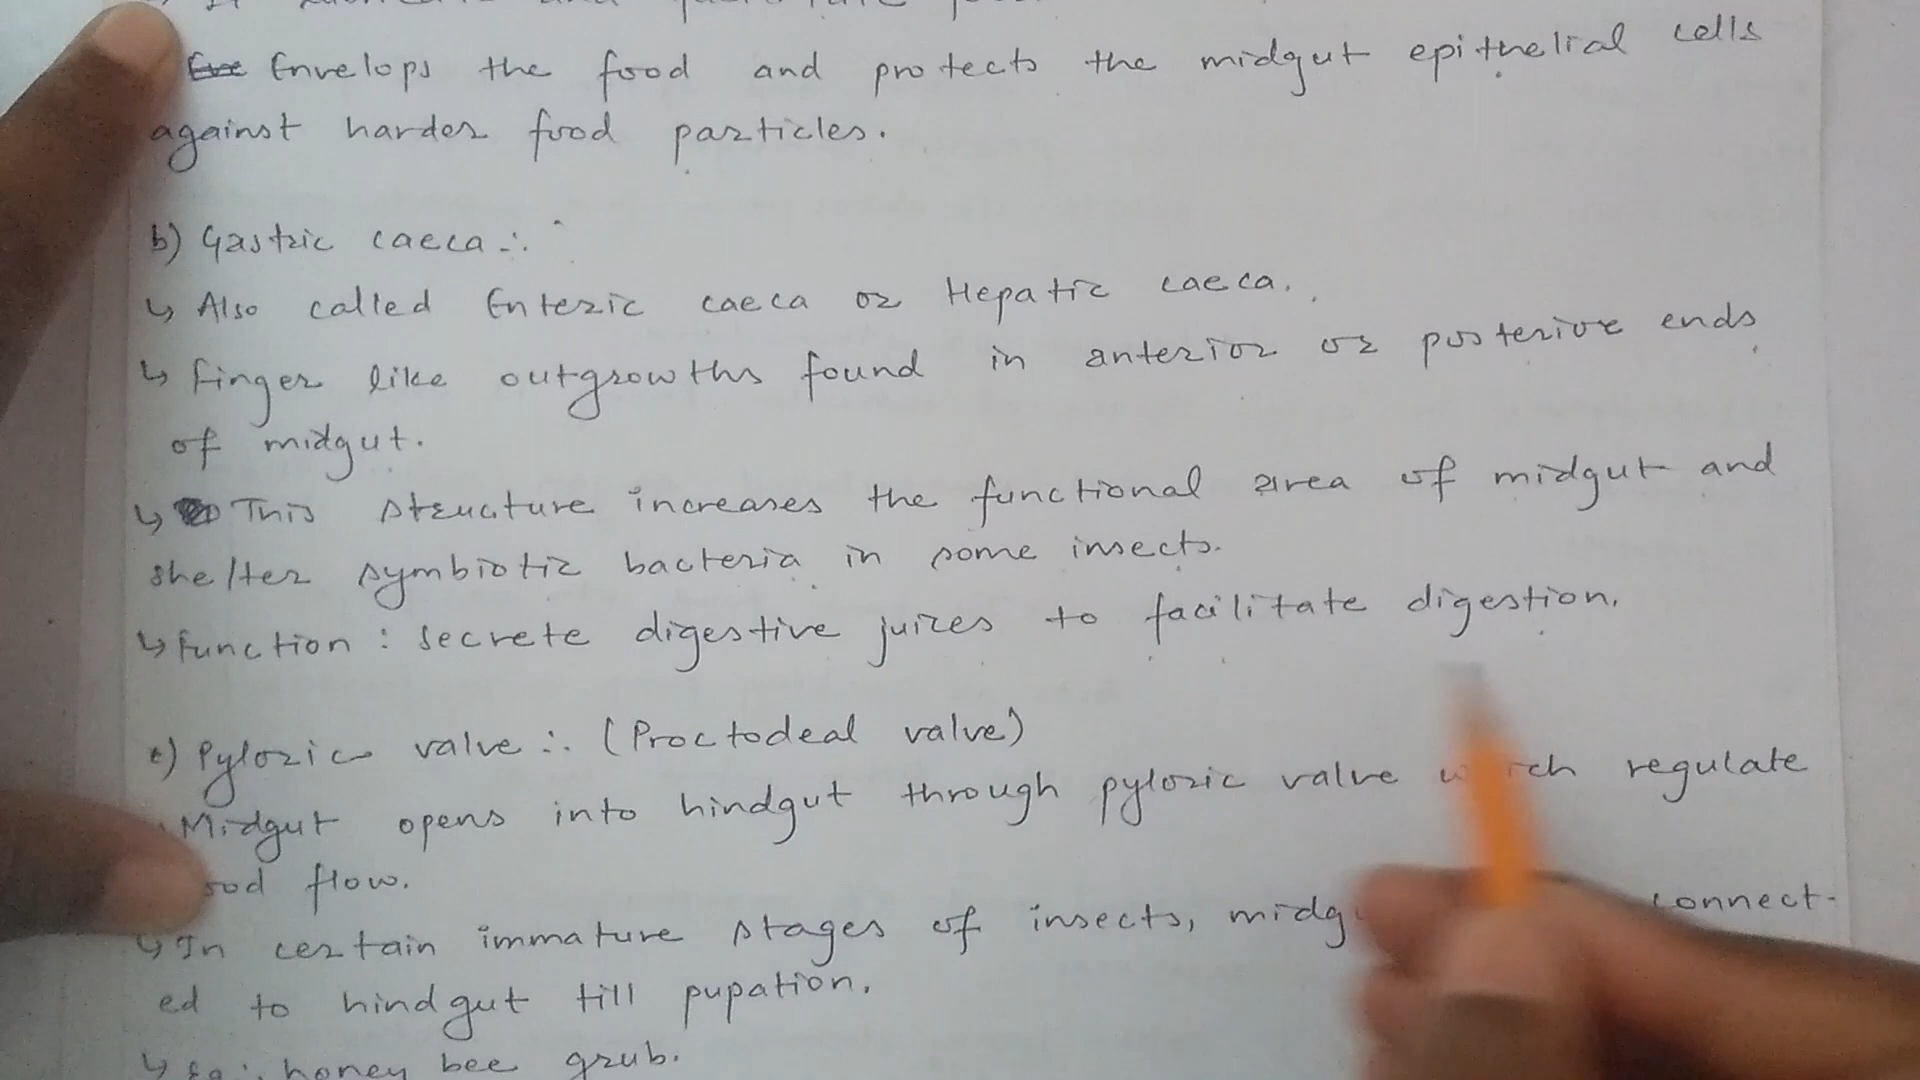 Envelops the food and protects the midgut epithelial cells
against harder food particles.
b) Gastric caeca :.
↳ Also called Enteric caeca or Hepatic caeca.
↳ Finger like outgrowths found in anterior or posterior ends
of midgut.
↳ This structure increases the functional area of midgut and
shelter symbiotic bacteria in some insects.
↳ Function : Secrete digestive juices to facilitate digestion.
c) Pyloric valve :. (Proctodeal valve)
Midgut opens into hindgut through pyloric valve which regulate
food flow.
↳ In certain immature stages of insects, connect-
ed to hindgut till pupation.
↳ Eg : honey bee grub.